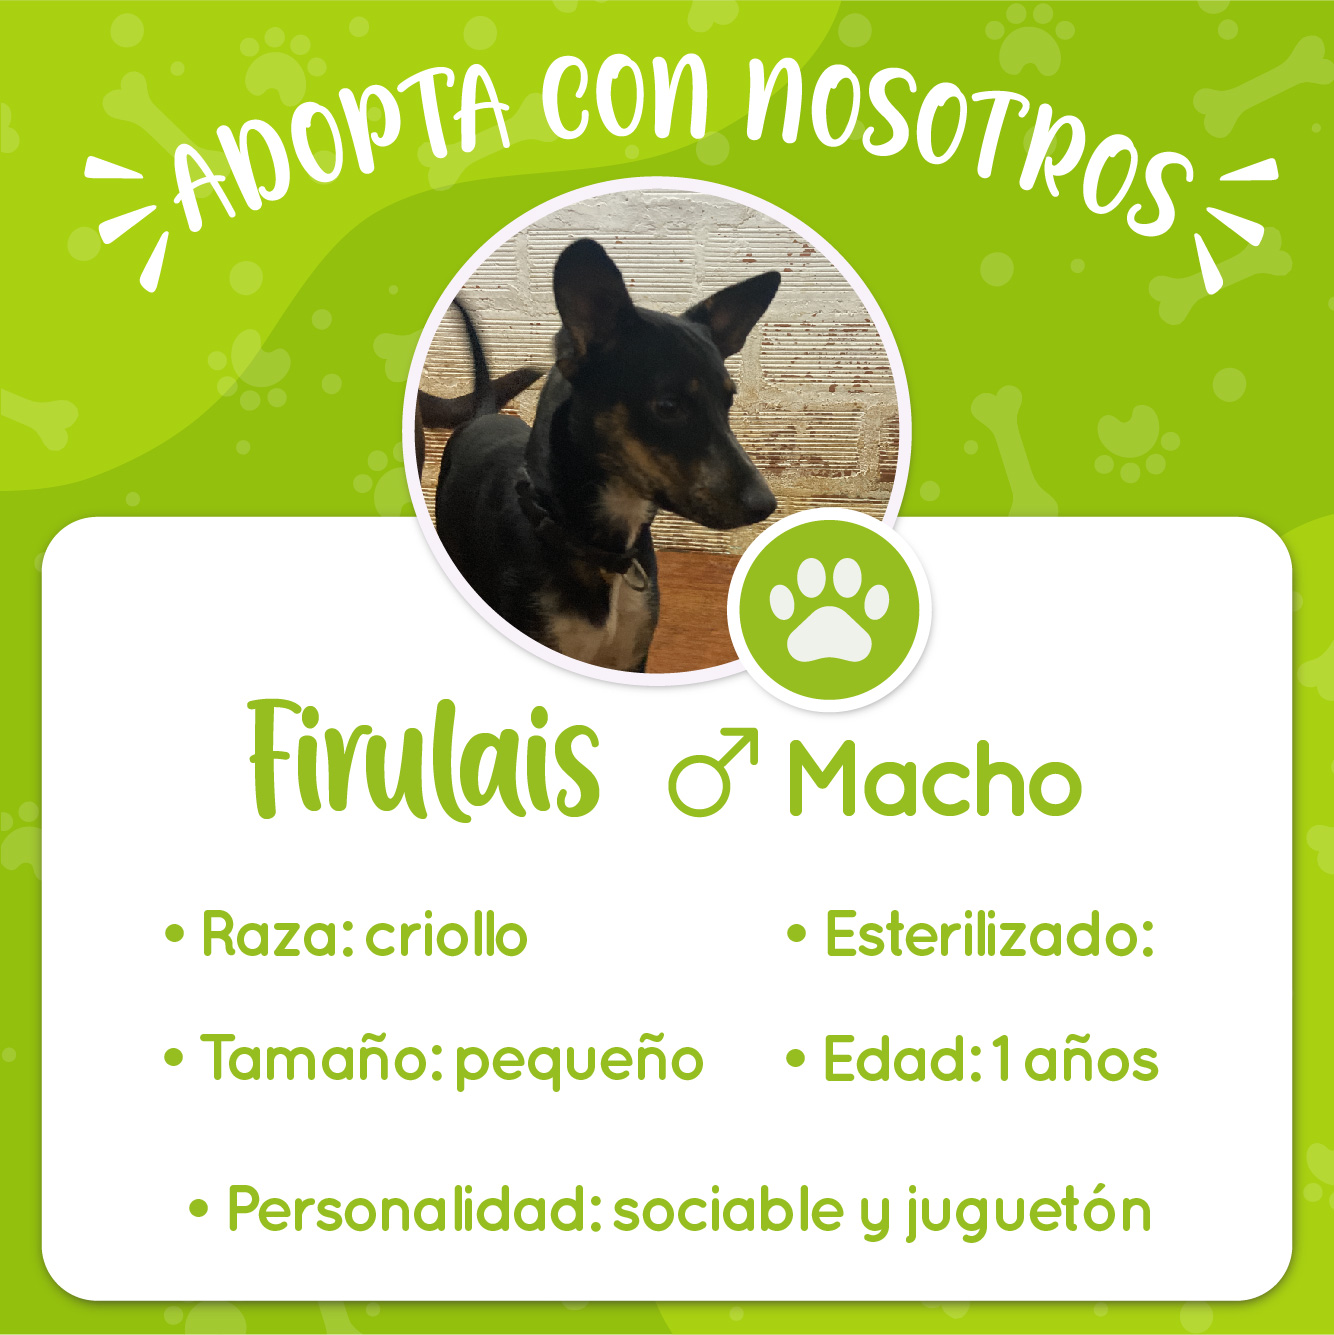 ADOPTA CON NOSOTROS
Firulais ♂ Macho
• Raza: criollo
• Esterilizado:
• Tamaño: pequeño
• Edad: 1 años
• Personalidad: sociable y juguetón